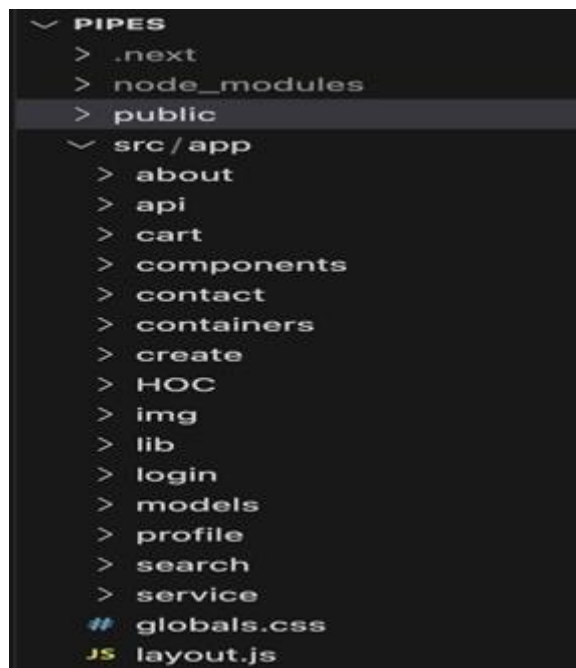 PIPES
.next
node_modules
public
src/app
about
api
cart
components
contact
containers
create
HOC
img
lib
login
models
profile
search
service
# globals.css
JS layout.js